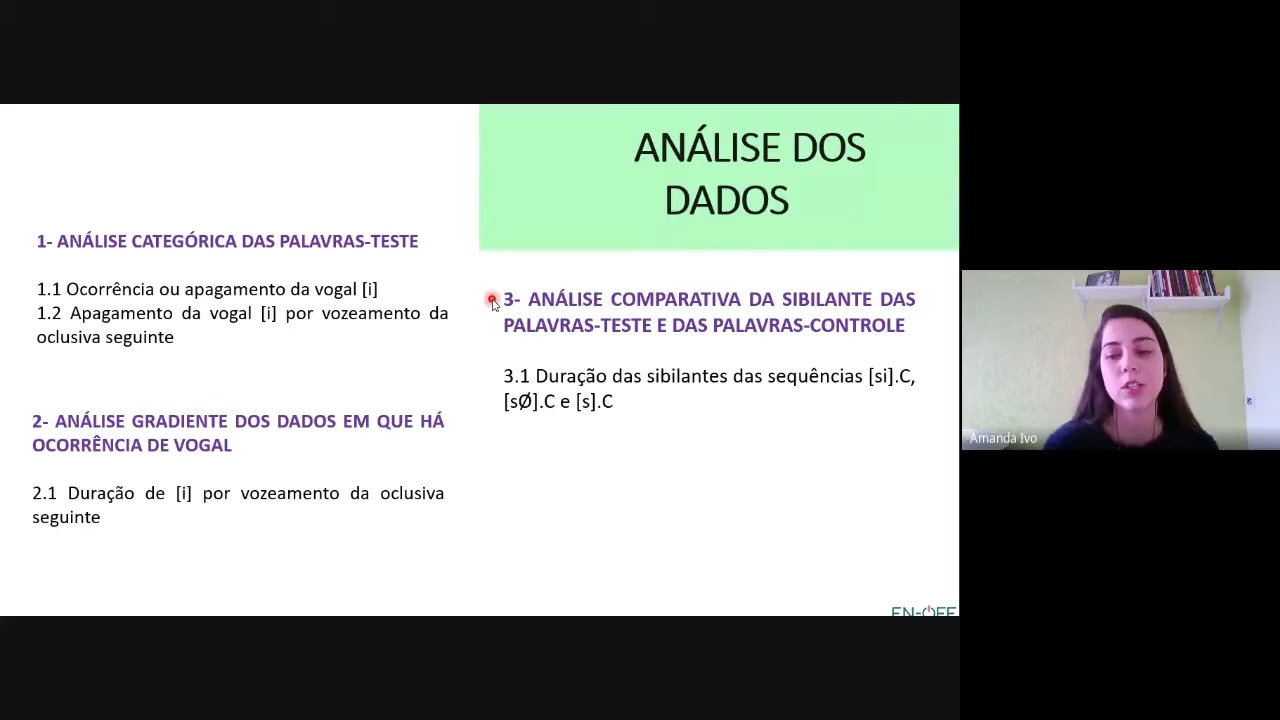 ANÁLISE DOS
DADOS
1- ANÁLISE CATEGÓRICA DAS PALAVRAS-TESTE
1.1 Ocorrência ou apagamento da vogal [i]
1.2 Apagamento da vogal [i] por vozeamento da
oclusiva seguinte
2- ANÁLISE GRADIENTE DOS DADOS EM QUE HÁ
OCORRÊNCIA DE VOGAL
2.1 Duração de [i] por vozeamento da oclusiva
seguinte
3- ANÁLISE COMPARATIVA DA SIBILANTE DAS
PALAVRAS-TESTE E DAS PALAVRAS-CONTROLE
3.1 Duração das sibilantes das sequências [si].C,
[sØ].C e [s].C
EN-OFF
Amanda Ivo